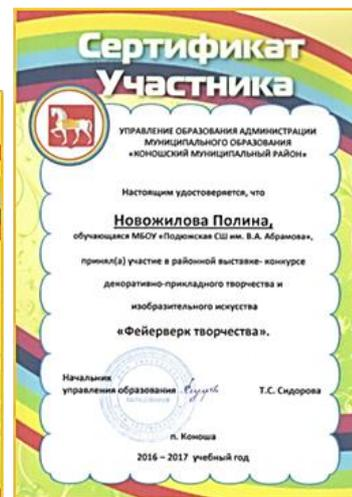 Сертификат
Участника
УПРАВЛЕНИЕ ОБРАЗОВАНИЯ АДМИНИСТРАЦИИ
МУНИЦИПАЛЬНОГО ОБРАЗОВАНИЯ
«КОНОШСКИЙ МУНИЦИПАЛЬНЫЙ РАЙОН»
Настоящим удостоверяется, что
Новожилова Полина,
обучающаяся МБОУ «Подюжская СШ им. В.А. Абрамова»,
принял(а) участие в районной выставке- конкурсе
декоративно-прикладного творчества и
изобразительного искусства
«Фейерверк творчества».
Начальник
управления образования
Т.С. Сидорова
п. Коноша
2016 – 2017 учебный год